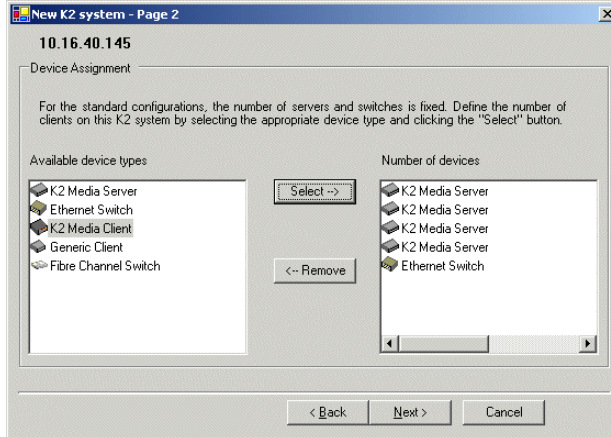 New K2 system - Page 2
10.16.40.145
Device Assignment
For the standard configurations, the number of servers and switches is fixed. Define the number of
clients on this K2 system by selecting the appropriate device type and clicking the "Select" button.
Available device types
Number of devices
K2 Media Server
Ethernet Switch
K2 Media Client
Generic Client
Fibre Channel Switch
Select -->
<-- Remove
K2 Media Server
K2 Media Server
K2 Media Server
K2 Media Server
Ethernet Switch
< Back
Next >
Cancel